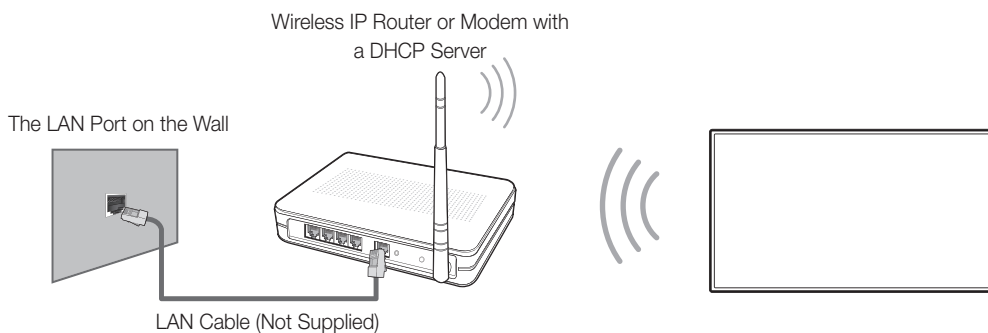 Wireless IP Router or Modem with
a DHCP Server
The LAN Port on the Wall
LAN Cable (Not Supplied)